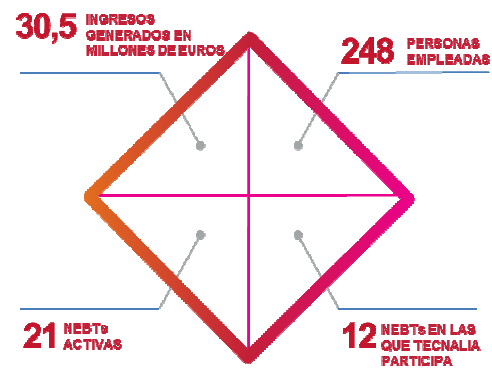 30,5 INGRESOS
GENERADOS EN
MILLONES DE EUROS
248 PERSONAS
EMPLEADAS
21 NEBTs
ACTIVAS
12 NEBTs EN LAS
QUE TECNALIA
PARTICIPA